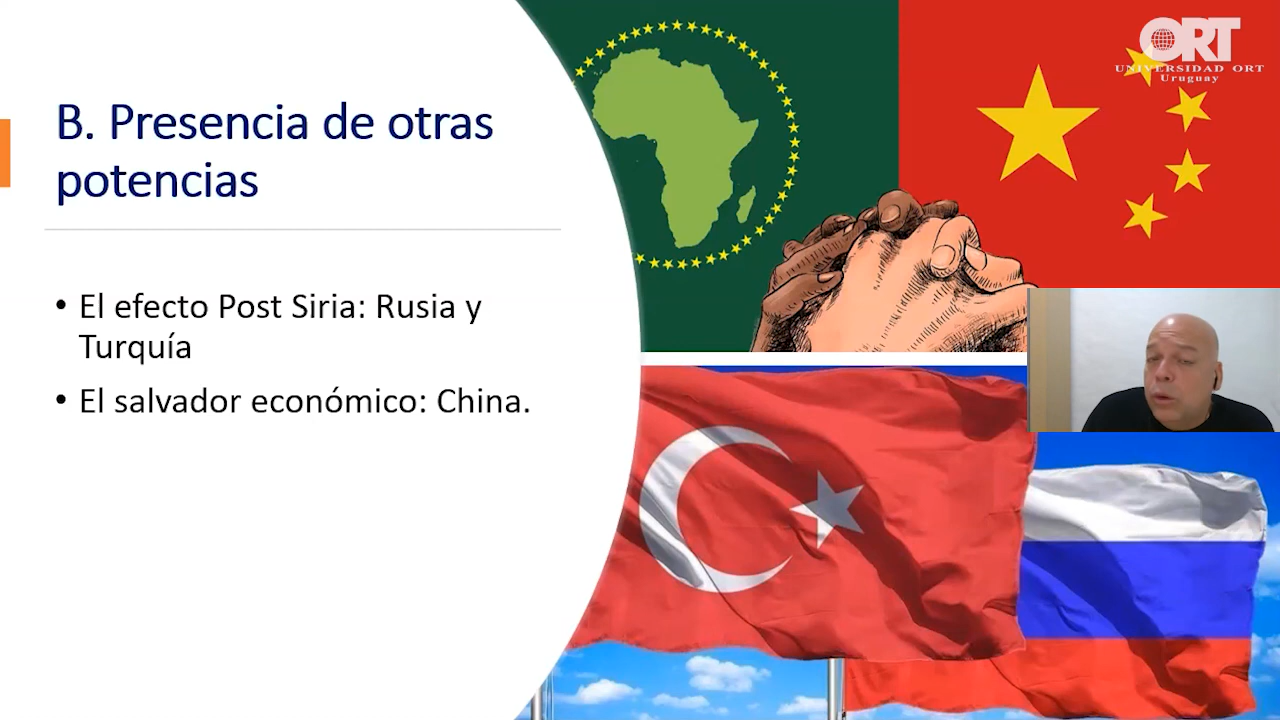 B. Presencia de otras
potencias
• El efecto Post Siria: Rusia y
Turquía
• El salvador económico: China.
ORT
UNIVERSIDAD ORT
Uruguay